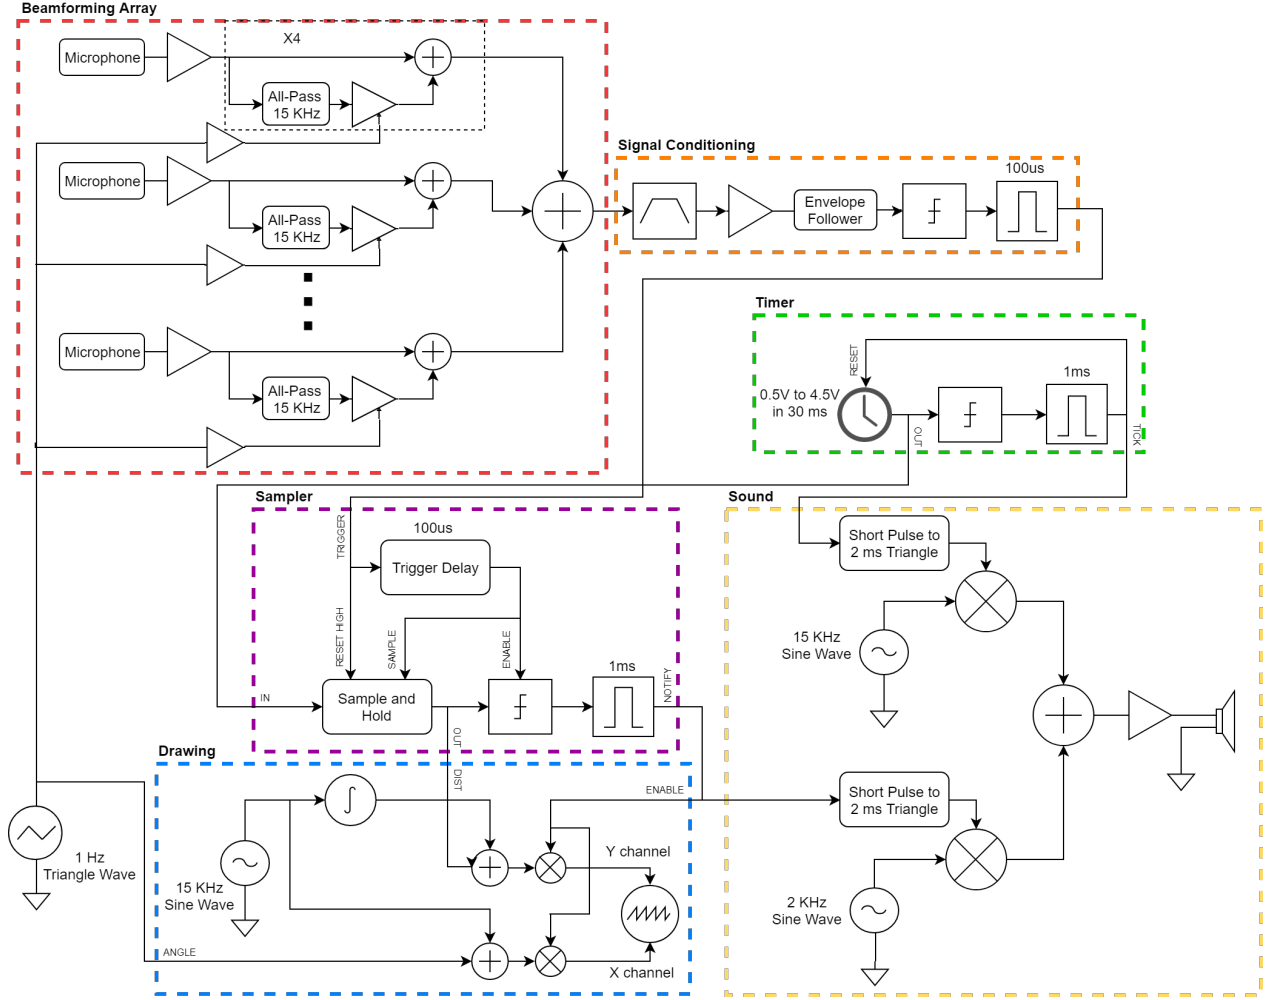 Beamforming Array
X4
Microphone
All-Pass
15 KHz
Microphone
All-Pass
15 KHz
Microphone
All-Pass
15 KHz
Signal Conditioning
100us
Envelope
Follower
Timer
RESET
0.5V to 4.5V
in 30 ms
1ms
OUT
TICK
Sampler
TRIGGER
100us
Trigger Delay
RESET HIGH
SAMPLE
ENABLE
IN
Sample and
Hold
1ms
NOTIFY
OUT
Sound
Short Pulse to
2 ms Triangle
15 KHz
Sine Wave
Short Pulse to
2 ms Triangle
2 KHz
Sine Wave
Drawing
DIST
ENABLE
15 KHz
Sine Wave
Y channel
X channel
ANGLE
1 Hz
Triangle Wave